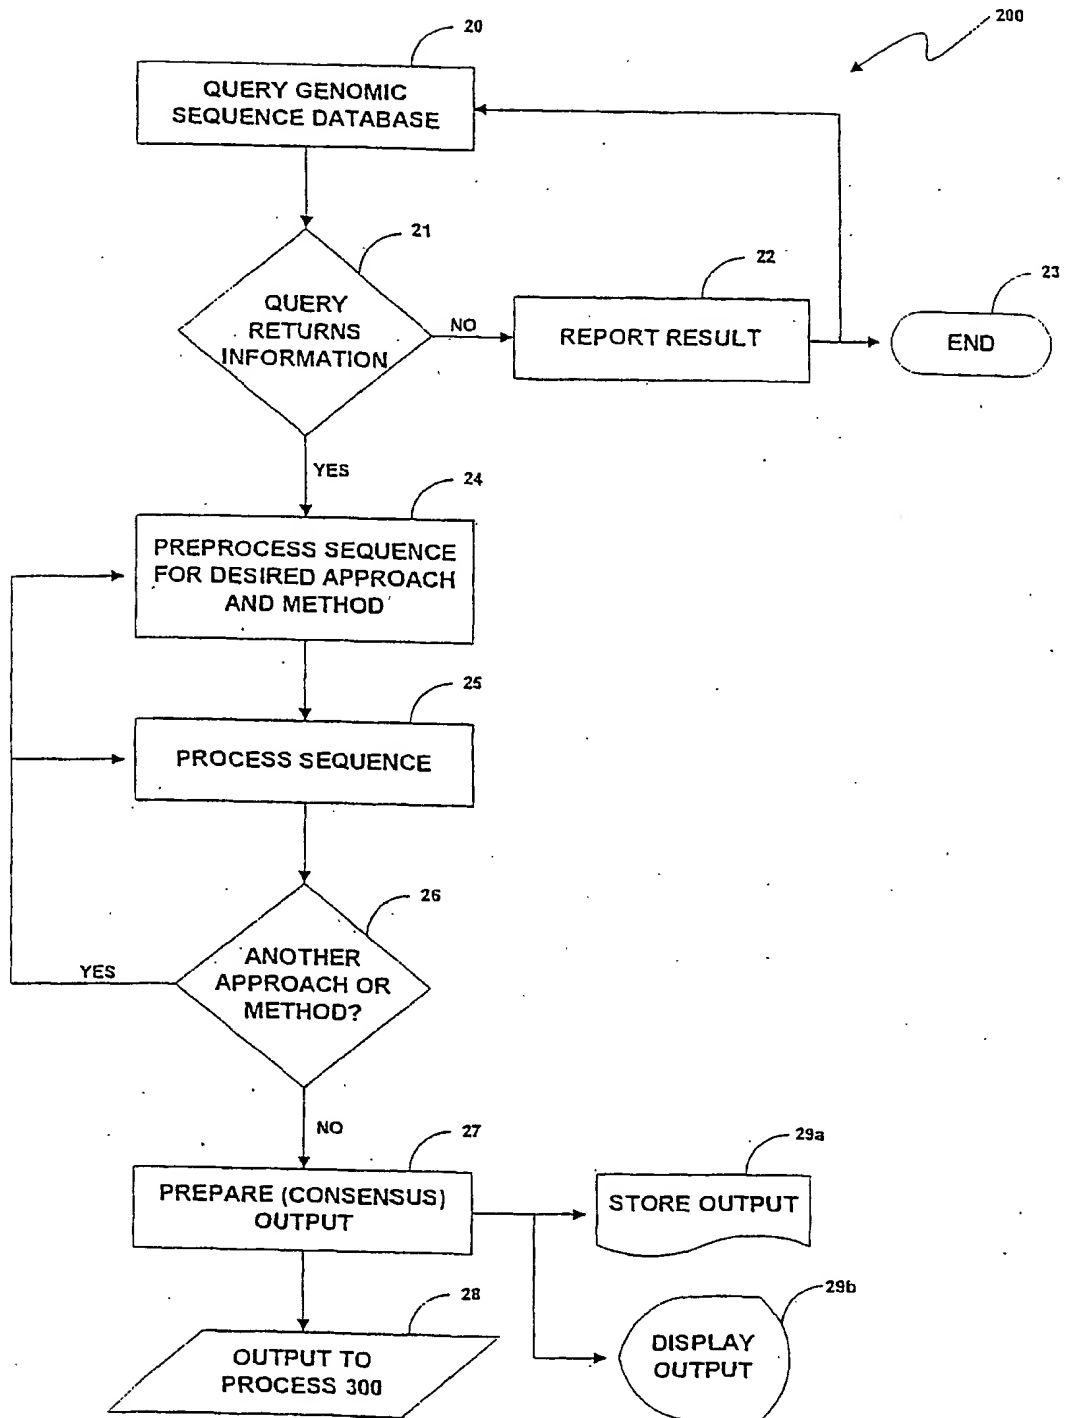 200
20
QUERY GENOMIC
SEQUENCE DATABASE
21
QUERY
RETURNS
INFORMATION
NO
22
REPORT RESULT
23
END
YES
24
PREPROCESS SEQUENCE
FOR DESIRED APPROACH
AND METHOD
25
PROCESS SEQUENCE
26
ANOTHER
APPROACH OR
METHOD?
YES
NO
27
PREPARE (CONSENSUS)
OUTPUT
29a
STORE OUTPUT
28
OUTPUT TO
PROCESS 300
29b
DISPLAY
OUTPUT